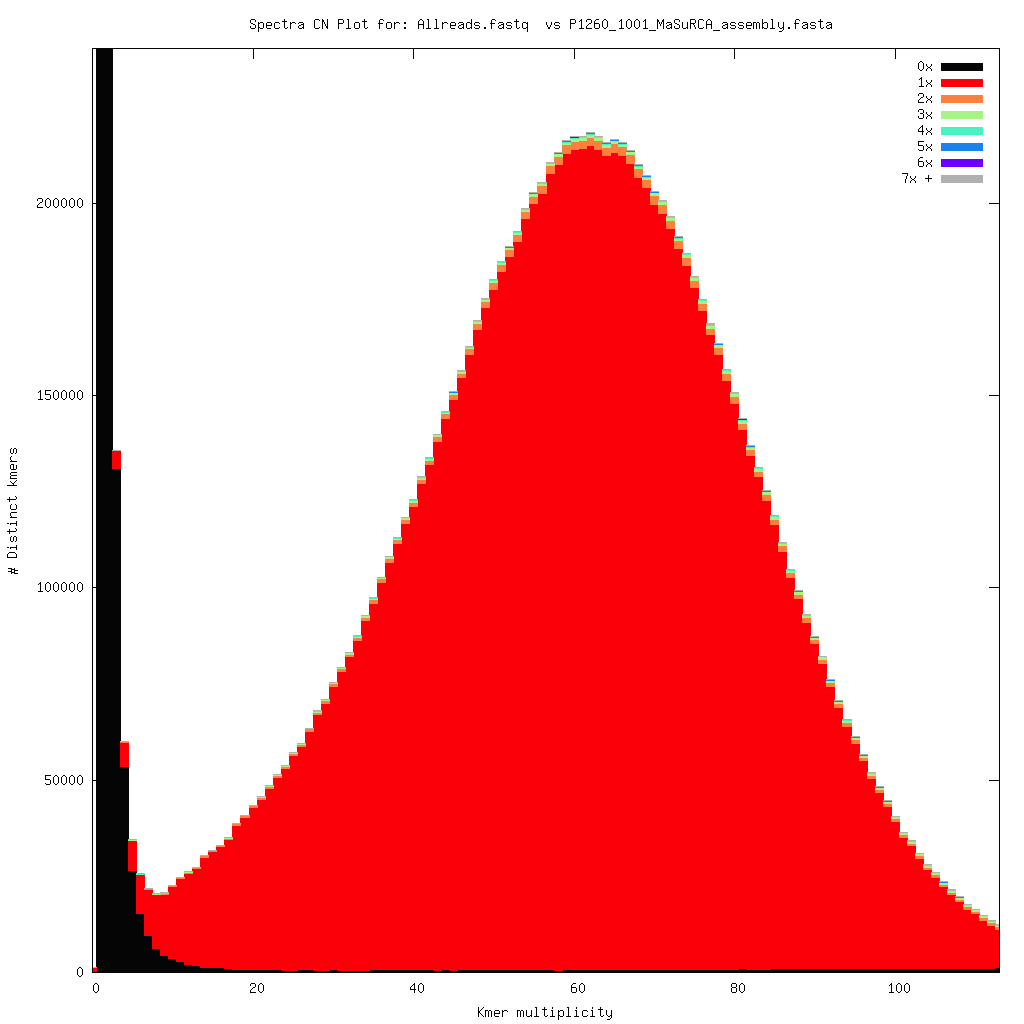 Spectra CN Plot for: Allreads.fastq  vs P1260_1001_MaSuRCA_assembly.fasta
0x
1x
2x
3x
4x
5x
6x
7x +
200000
150000
100000
50000
0
# Distinct kmers
0 20 40 60 80 100
Kmer multiplicity